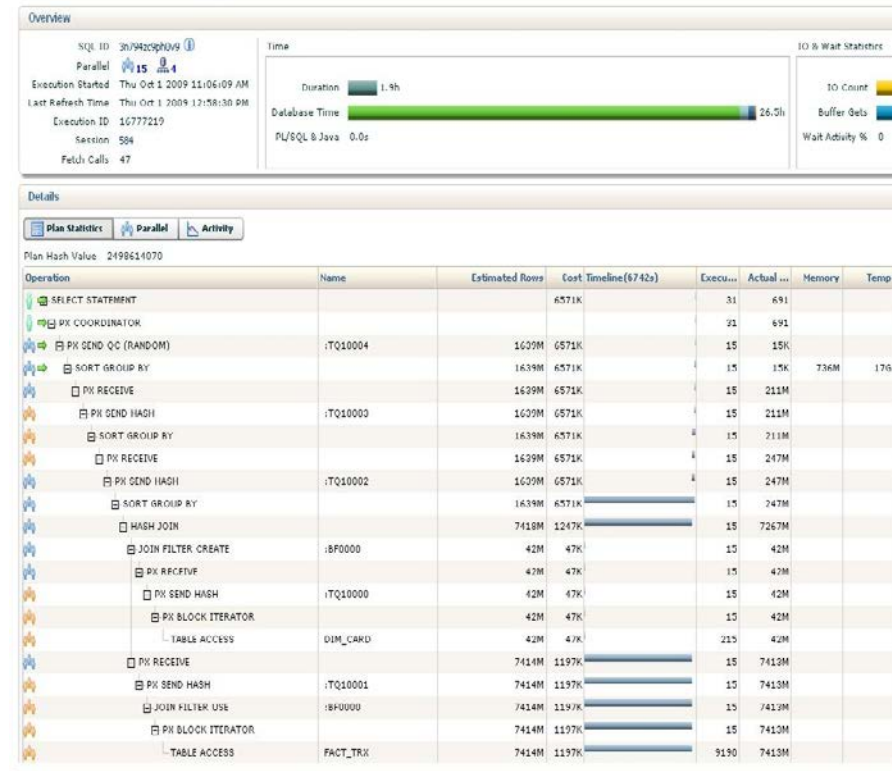 Overview
SQL ID 3n794zc9ph0v9
Parallel 15 4
Execution Started Thu Oct 1 2009 11:06:09 AM
Last Refresh Time Thu Oct 1 2009 12:58:30 PM
Execution ID 16777219
Session 584
Fetch Calls 47
Time
Duration 1.9h
Database Time 26.5h
PL/SQL & Java 0.0s
IO & Wait Statistics
IO Count
Buffer Gets
Wait Activity % 0
Details
Plan Statistics Parallel Activity
Plan Hash Value 2498614070
Operation Name Estimated Rows Cost Timeline(6742s) Execu... Actual ... Memory Temp
SELECT STATEMENT 6571K 31 691
PX COORDINATOR 31 691
PX SEND QC (RANDOM) :TQ10004 1639M 6571K 15 15K
SORT GROUP BY 1639M 6571K 15 15K 736M 17G
PX RECEIVE 1639M 6571K 15 211M
PX SEND HASH :TQ10003 1639M 6571K 15 211M
SORT GROUP BY 1639M 6571K 15 211M
PX RECEIVE 1639M 6571K 15 247M
PX SEND HASH :TQ10002 1639M 6571K 15 247M
SORT GROUP BY 1639M 6571K 15 247M
HASH JOIN 7418M 1247K 15 7267M
JOIN FILTER CREATE :BF0000 42M 47K 15 42M
PX RECEIVE 42M 47K 15 42M
PX SEND HASH :TQ10000 42M 47K 15 42M
PX BLOCK ITERATOR 42M 47K 15 42M
TABLE ACCESS DIM_CARD 42M 47K 215 42M
PX RECEIVE 7414M 1197K 15 7413M
PX SEND HASH :TQ10001 7414M 1197K 15 7413M
JOIN FILTER USE :BF0000 7414M 1197K 15 7413M
PX BLOCK ITERATOR 7414M 1197K 15 7413M
TABLE ACCESS FACT_TRX 7414M 1197K 9190 7413M